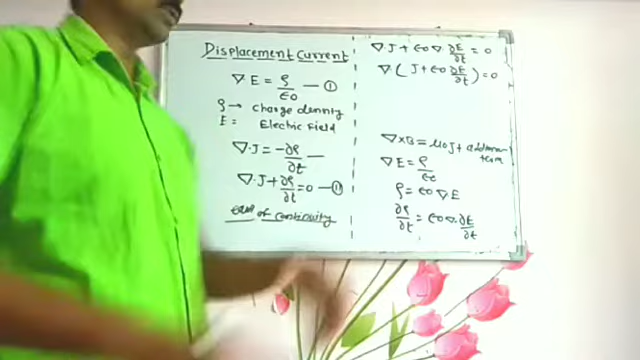 Displacement Current
∇·E = ρ/ε0 — ①
ρ → charge density
E = Electric Field
∇·J = -∂ρ/∂t —
∇·J + ∂ρ/∂t = 0 — ⑪
of continuity
∇·J + ε0 ∇·∂E/∂t = 0
∇·(J + ε0 ∂E/∂t) = 0
∇×B = μ0J + additional term
∇E = ρ/ε0
ρ = ε0 ∇E
∂ρ/∂t = ε0 ∇·∂E/∂t